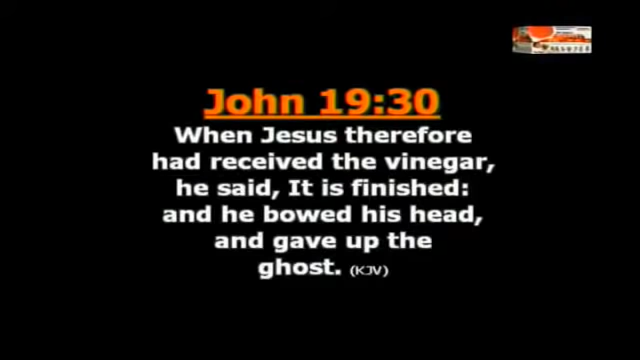 John 19:30
When Jesus therefore
had received the vinegar,
he said, It is finished:
and he bowed his head,
and gave up the
ghost. (KJV)